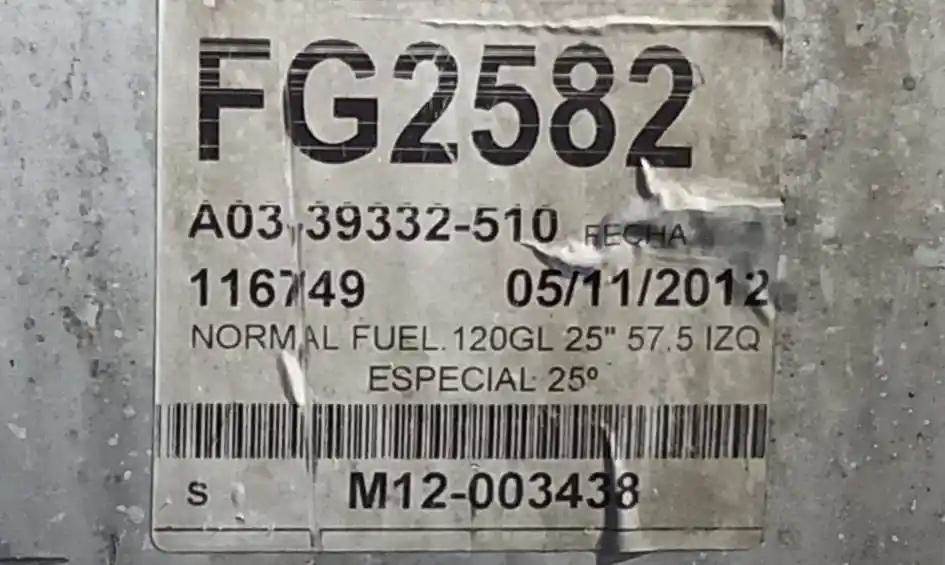 FG2582
A03-39332-510 FECHA
116749 05/11/2012
NORMAL FUEL.120GL 25" 57.5 IZQ
ESPECIAL 25º
S M12-003438